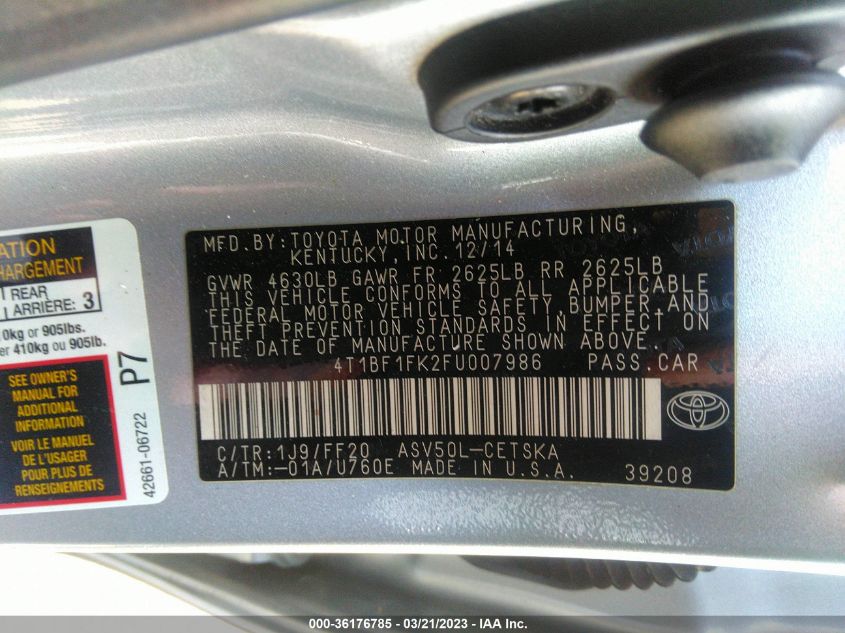 ATION
HARGEMENT
REAR
ARRIÈRE: 3
0kg or 905lbs.
er 410kg ou 905lb.
SEE OWNER'S
MANUAL FOR
ADDITIONAL
INFORMATION
VOIR LE MANUEL
DE L'USAGER
POUR PLUS DE
RENSEIGNEMENTS
P7
42661-06722
MFD.BY:TOYOTA MOTOR MANUFACTURING,
KENTUCKY,INC.12/14
GVWR 4630LB GAWR FR 2625LB RR 2625LB
THIS VEHICLE CONFORMS TO ALL APPLICABLE
FEDERAL MOTOR VEHICLE SAFETY,BUMPER,AND
THEFT PREVENTION STANDARDS IN EFFECT ON
THE DATE OF MANUFACTURE SHOWN ABOVE.
4T1BF1FK2FU007986 PASS.CAR
C/TR:1J9/FF20 ASV50L-CETSKA
A/TM:-01A/U760E MADE IN U.S.A. 39208
000-36176785 - 03/21/2023 - IAA Inc.